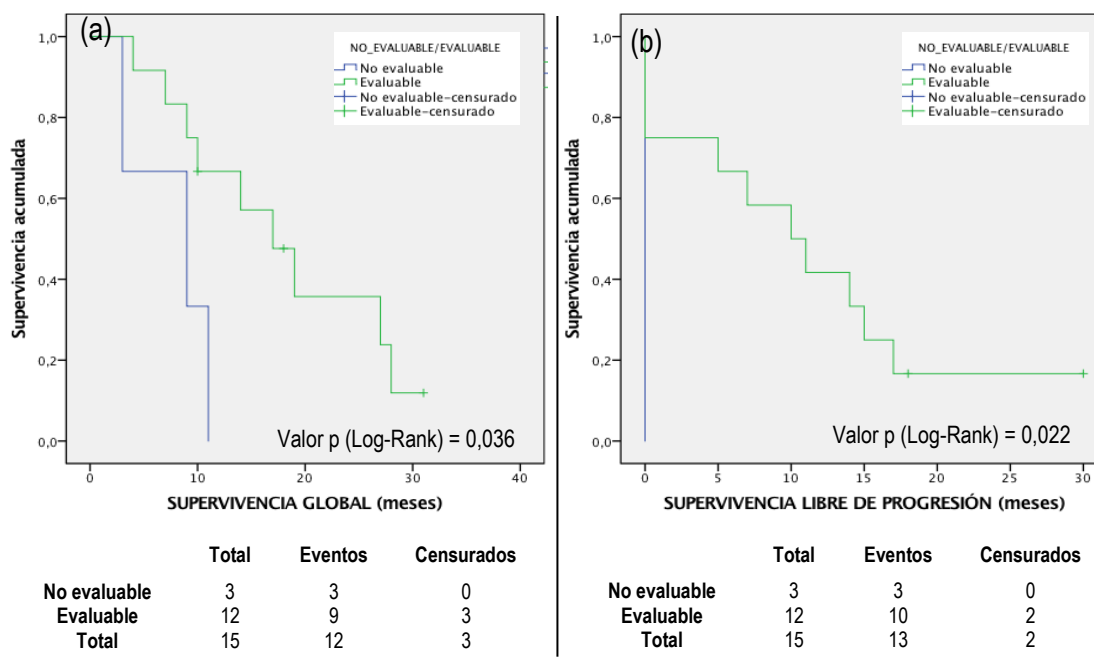 (a)
NO_EVALUABLE/EVALUABLE
No evaluable
Evaluable
No evaluable-censurado
Evaluable-censurado
Supervivencia acumulada
1,0
0,8
0,6
0,4
0,2
0,0
Valor p (Log-Rank) = 0,036
0 10 20 30 40
SUPERVIVENCIA GLOBAL (meses)
Total Eventos Censurados
No evaluable 3 3 0
Evaluable 12 9 3
Total 15 12 3
(b)
NO_EVALUABLE/EVALUABLE
No evaluable
Evaluable
No evaluable-censurado
Evaluable-censurado
Supervivencia acumulada
1,0
0,8
0,6
0,4
0,2
0,0
Valor p (Log-Rank) = 0,022
0 5 10 15 20 25 30
SUPERVIVENCIA LIBRE DE PROGRESIÓN (meses)
Total Eventos Censurados
No evaluable 3 3 0
Evaluable 12 10 2
Total 15 13 2